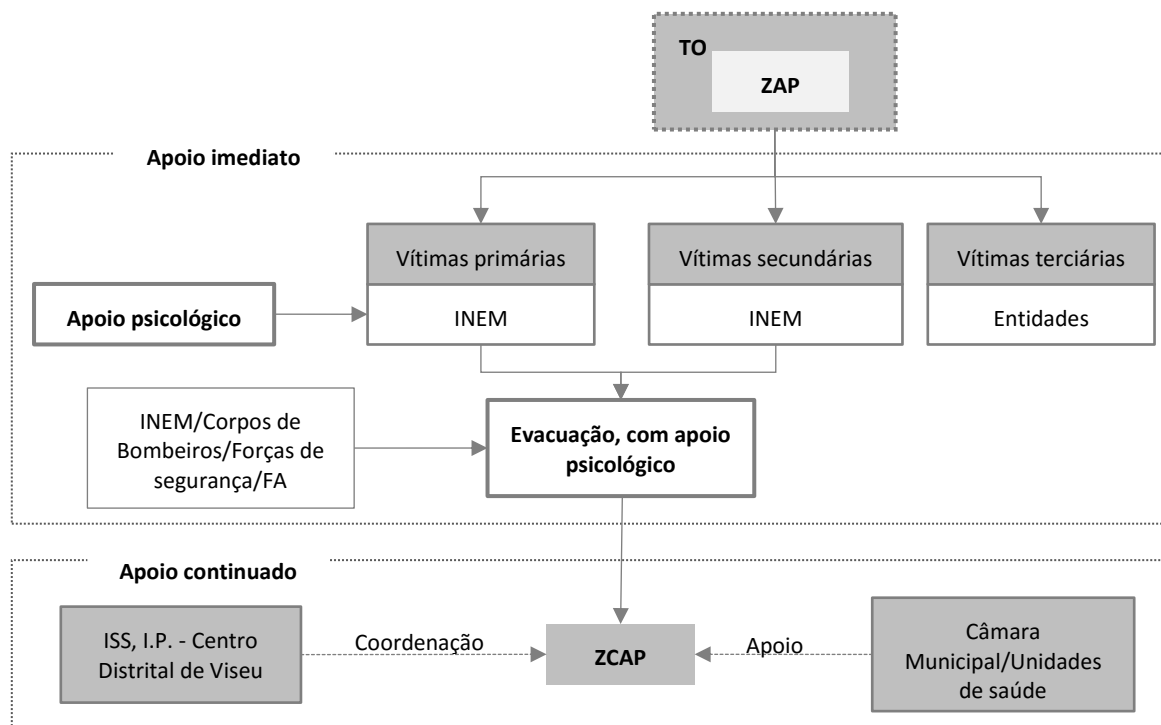 TO
ZAP
Apoio imediato
Vítimas primárias
Vítimas secundárias
Vítimas terciárias
Apoio psicológico
INEM
INEM
Entidades
INEM/Corpos de
Bombeiros/Forças de
segurança/FA
Evacuação, com apoio
psicológico
Apoio continuado
ISS, I.P. - Centro
Distrital de Viseu
Coordenação
ZCAP
Apoio
Câmara
Municipal/Unidades
de saúde